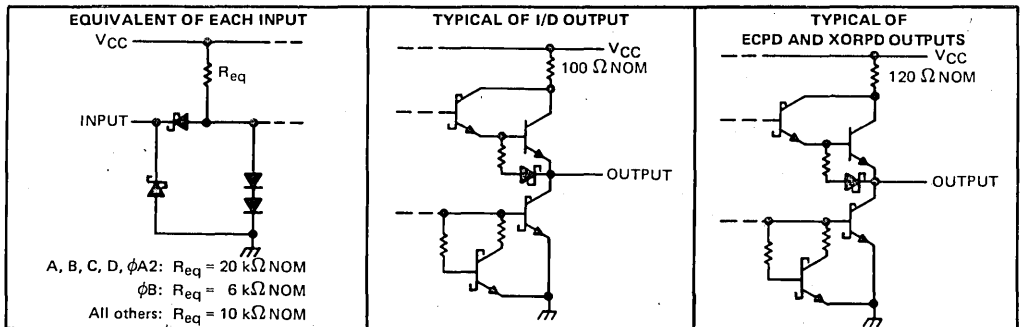 EQUIVALENT OF EACH INPUT
VCC
Req
INPUT
A, B, C, D, ϕA2: Req = 20 kΩ NOM
ϕB: Req = 6 kΩ NOM
All others: Req = 10 kΩ NOM
TYPICAL OF I/D OUTPUT
VCC
100 Ω NOM
OUTPUT
TYPICAL OF
ECPD AND XORPD OUTPUTS
VCC
120 Ω NOM
OUTPUT